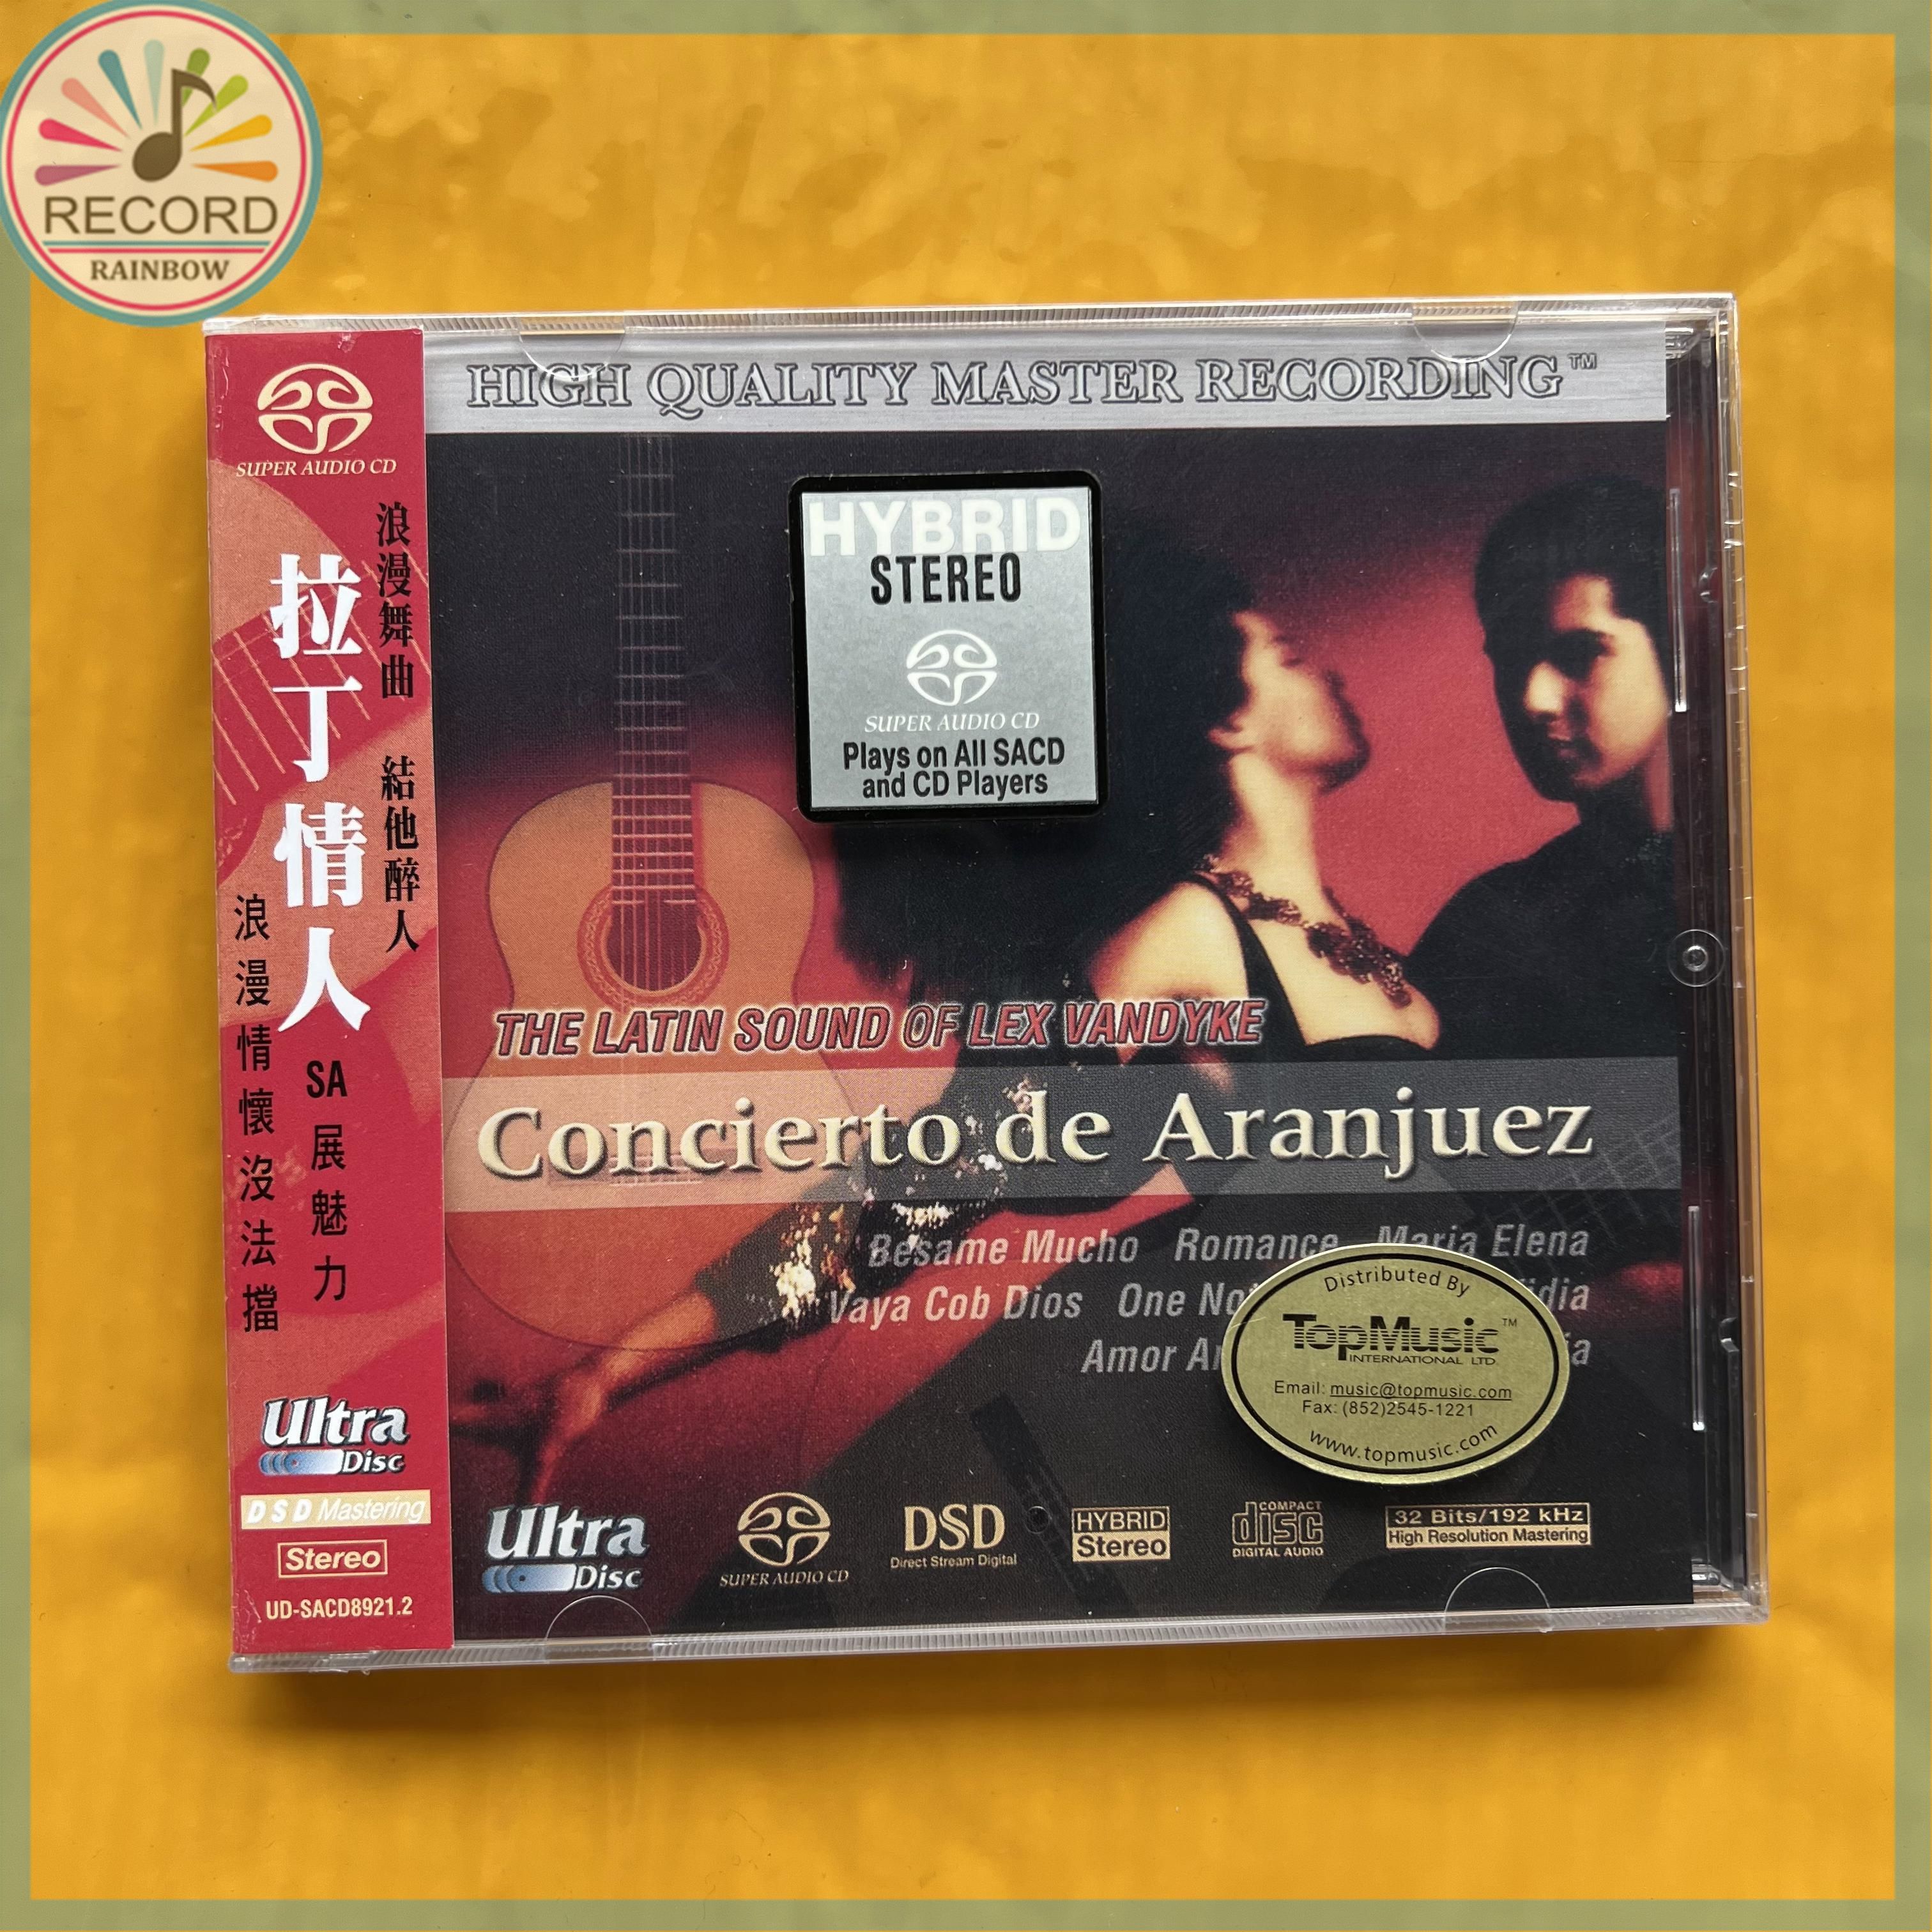 RECORD
RAINBOW
SUPER AUDIO CD
浪漫舞曲 結他醉人
拉丁情人
SA展魅力
浪漫情懷沒法擋
Ultra
Disc
DSD Mastering
Stereo
UD-SACD8921.2
HIGH QUALITY MASTER RECORDING™
HYBRID
STEREO
SUPER AUDIO CD
Plays on All SACD
and CD Players
THE LATIN SOUND OF LEX VANDYKE
Concierto de Aranjuez
Besame Mucho Romance Maria Elena
Vaya Cob Dios One
Amor
Distributed By
TopMusic™
INTERNATIONAL LTD.
Email: music@topmusic.com
Fax: (852)2545-1221
www.topmusic.com
Ultra
Disc
SUPER AUDIO CD
DSD
Direct Stream Digital
HYBRID
Stereo
COMPACT
disc
DIGITAL AUDIO
32 Bits/192 kHz
High Resolution Mastering